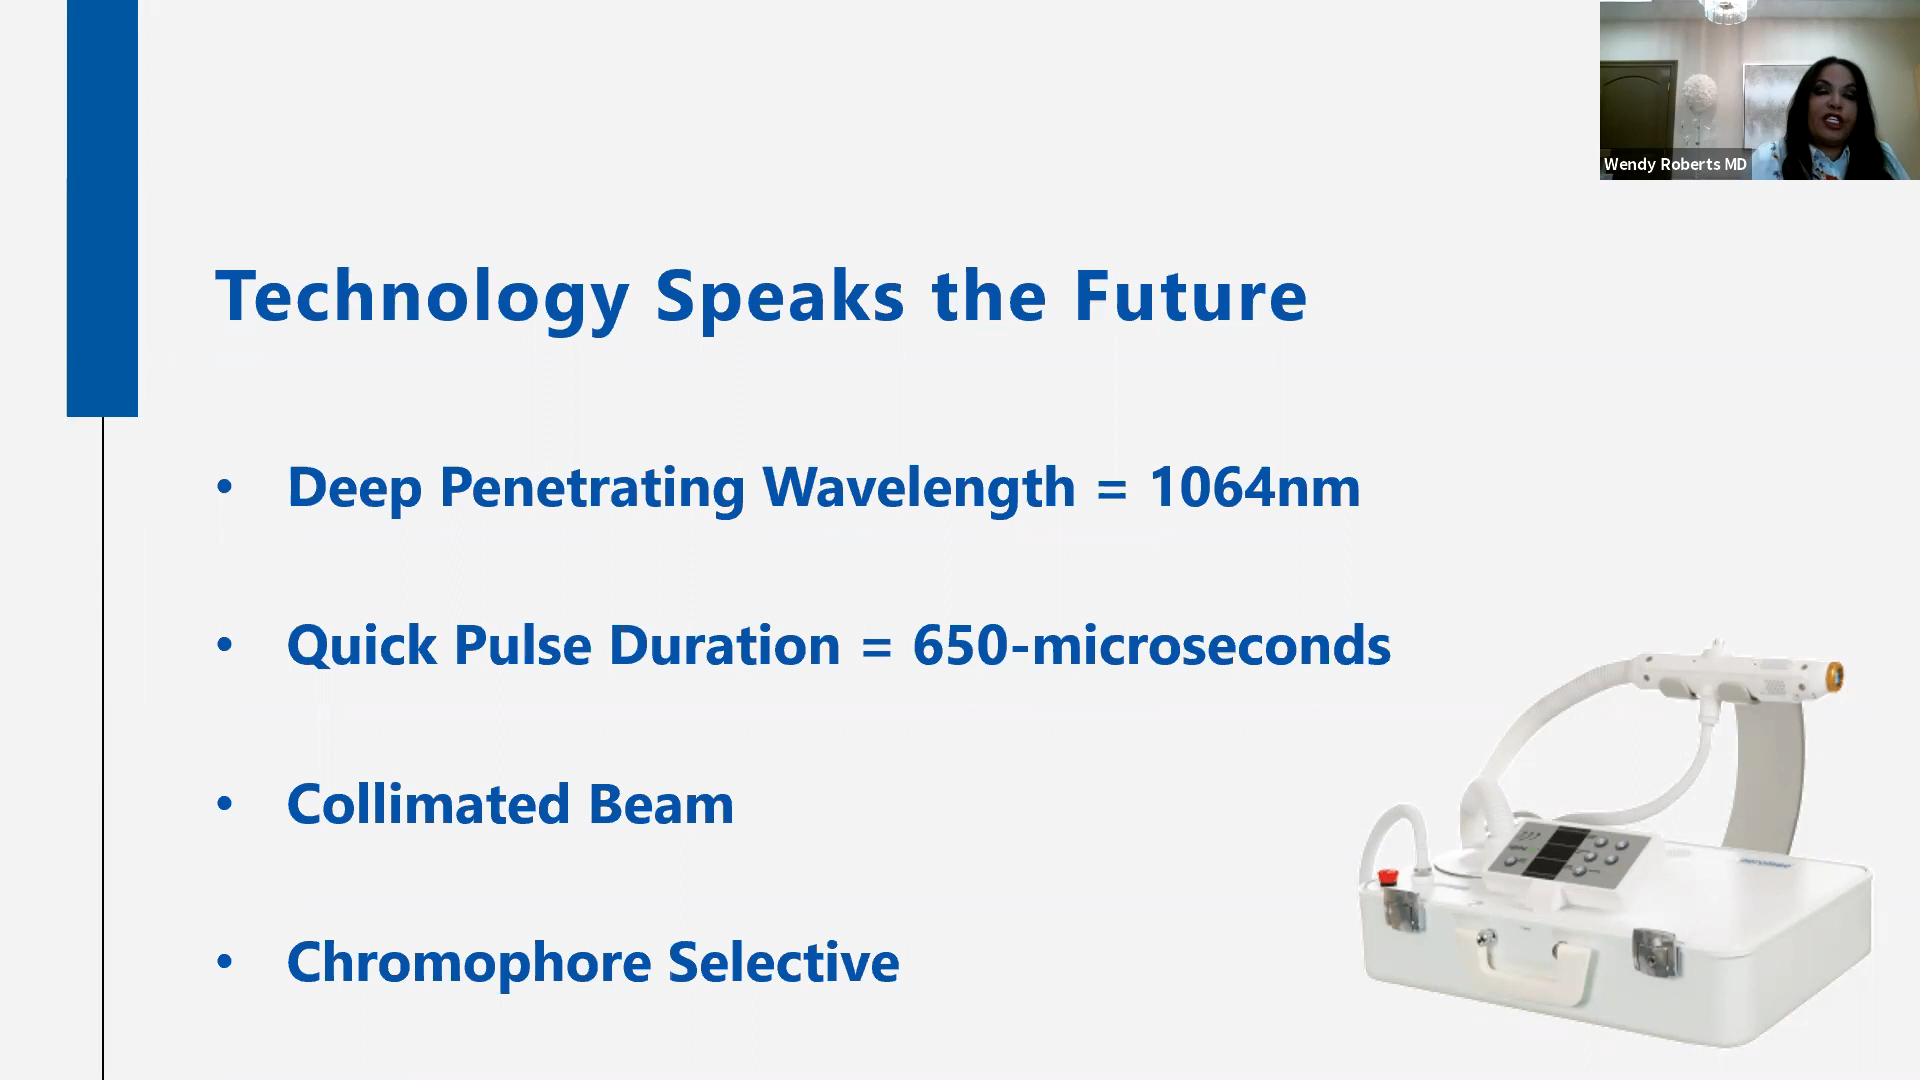 Wendy Roberts MD
Technology Speaks the Future
• Deep Penetrating Wavelength = 1064nm
• Quick Pulse Duration = 650-microseconds
• Collimated Beam
• Chromophore Selective